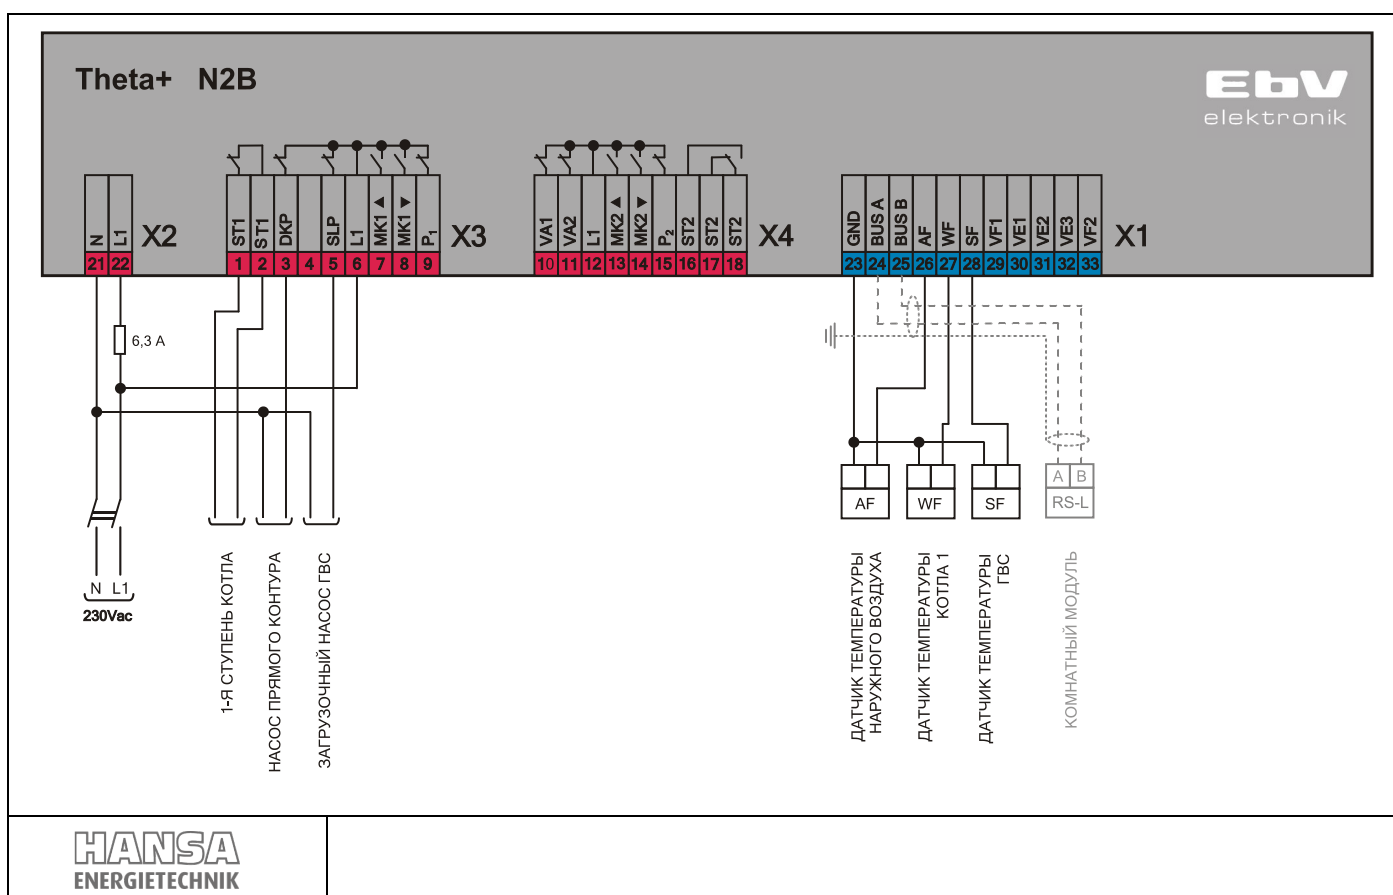 Theta+ N2B
EbV
elektronik
N
L1
X2
ST1
ST1
DKP
SLP
L1
MK1 ◄
MK1 ►
P1
X3
VA1
VA2
L1
MK2 ◄
MK2 ►
P2
ST2
ST2
ST2
X4
GND
BUS A
BUS B
AF
WF
SF
VF1
VE1
VE2
VE3
VF2
X1
21 22
1 2 3 4 5 6 7 8 9
10 11 12 13 14 15 16 17 18
23 24 25 26 27 28 29 30 31 32 33
6,3 A
A B
AF
WF
SF
RS-L
N L1
230Vac
1-Я СТУПЕНЬ КОТЛА
НАСОС ПРЯМОГО КОНТУРА
ЗАГРУЗОЧНЫЙ НАСОС ГВС
ДАТЧИК ТЕМПЕРАТУРЫ
НАРУЖНОГО ВОЗДУХА
ДАТЧИК ТЕМПЕРАТУРЫ
КОТЛА 1
ДАТЧИК ТЕМПЕРАТУРЫ
ГВС
КОМНАТНЫЙ МОДУЛЬ
HANSA
ENERGIETECHNIK